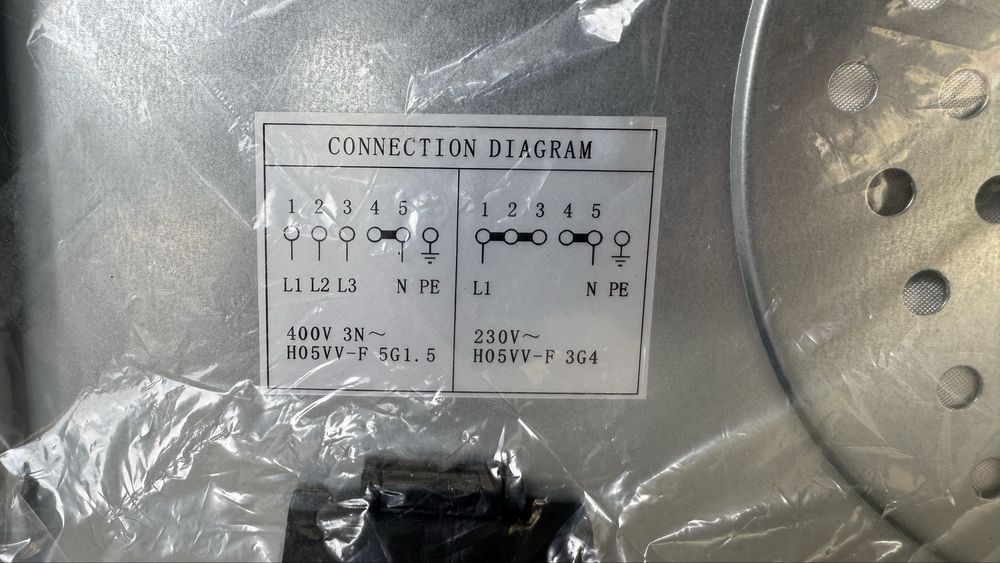 CONNECTION DIAGRAM
1 2 3 4 5
L1 L2 L3 N PE
400V 3N~
H05VV-F 5G1.5
1 2 3 4 5
L1 N PE
230V~
H05VV-F 3G4